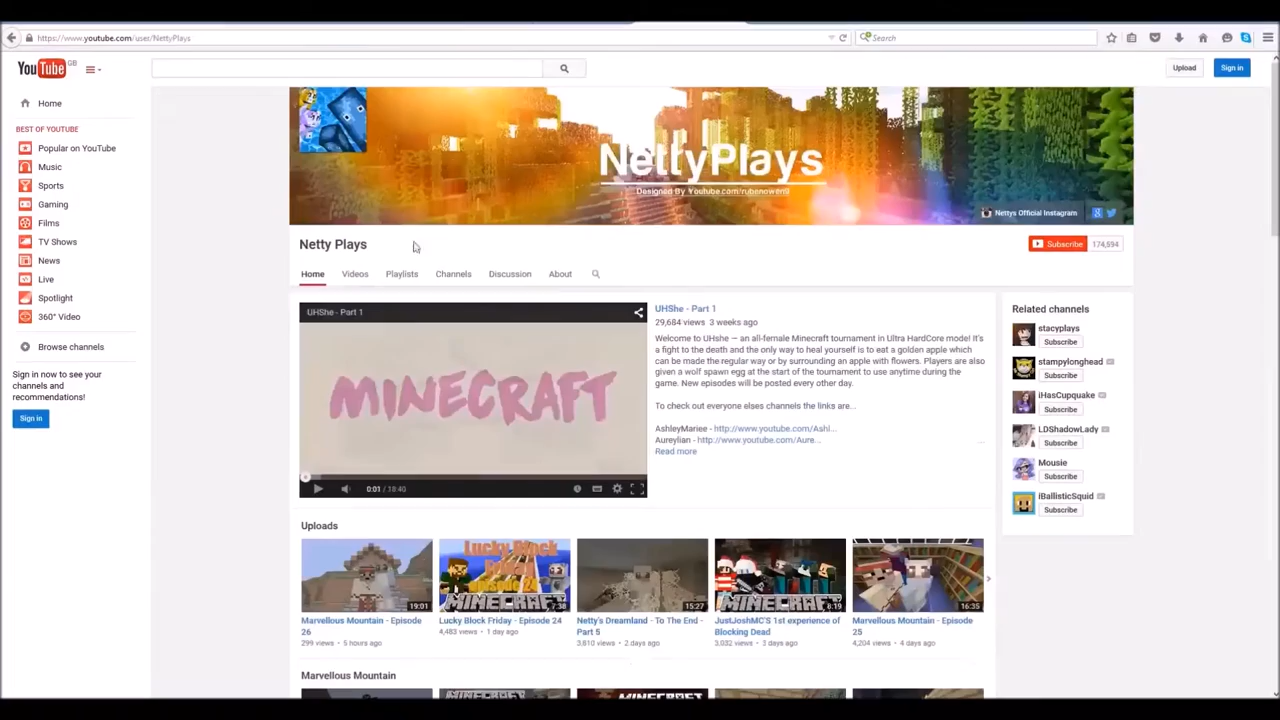 https://www.youtube.com/user/NettyPlays
Search
YouTube GB
Upload
Sign in
Home
BEST OF YOUTUBE
Popular on YouTube
Music
Sports
Gaming
Films
TV Shows
News
Live
Spotlight
360° Video
Browse channels
Sign in now to see your
channels and
recommendations!
Sign in
NettyPlays
Designed By Youtube.com/rubenowen9
Nettys Official Instagram
Netty Plays
Subscribe 174,594
Home Videos Playlists Channels Discussion About
UHShe - Part 1
MINECRAFT
0:01 / 18:40
UHShe - Part 1
29,684 views 3 weeks ago
Welcome to UHshe — an all-female Minecraft tournament in Ultra HardCore mode! It's
a fight to the death and the only way to heal yourself is to eat a golden apple which
can be made the regular way or by surrounding an apple with flowers. Players are also
given a wolf spawn egg at the start of the tournament to use anytime during the
game. New episodes will be posted every other day.
To check out everyone elses channels the links are...
AshleyMariee - http://www.youtube.com/Ashl...
Aureylian - http://www.youtube.com/Aure...
Read more
Related channels
stacyplays
Subscribe
stampylonghead
Subscribe
iHasCupquake
Subscribe
LDShadowLady
Subscribe
Mousie
Subscribe
iBallisticSquid
Subscribe
Uploads
19:01
Marvellous Mountain - Episode
26
299 views • 5 hours ago
Lucky Block
Episode 24
MINECRAFT
7:38
Lucky Block Friday - Episode 24
4,483 views • 1 day ago
15:27
Netty's Dreamland - To The End -
Part 5
3,810 views • 2 days ago
MINECRAFT
8:19
JustJoshMC'S 1st experience of
Blocking Dead
3,032 views • 3 days ago
16:35
Marvellous Mountain - Episode
25
4,204 views • 4 days ago
Marvellous Mountain